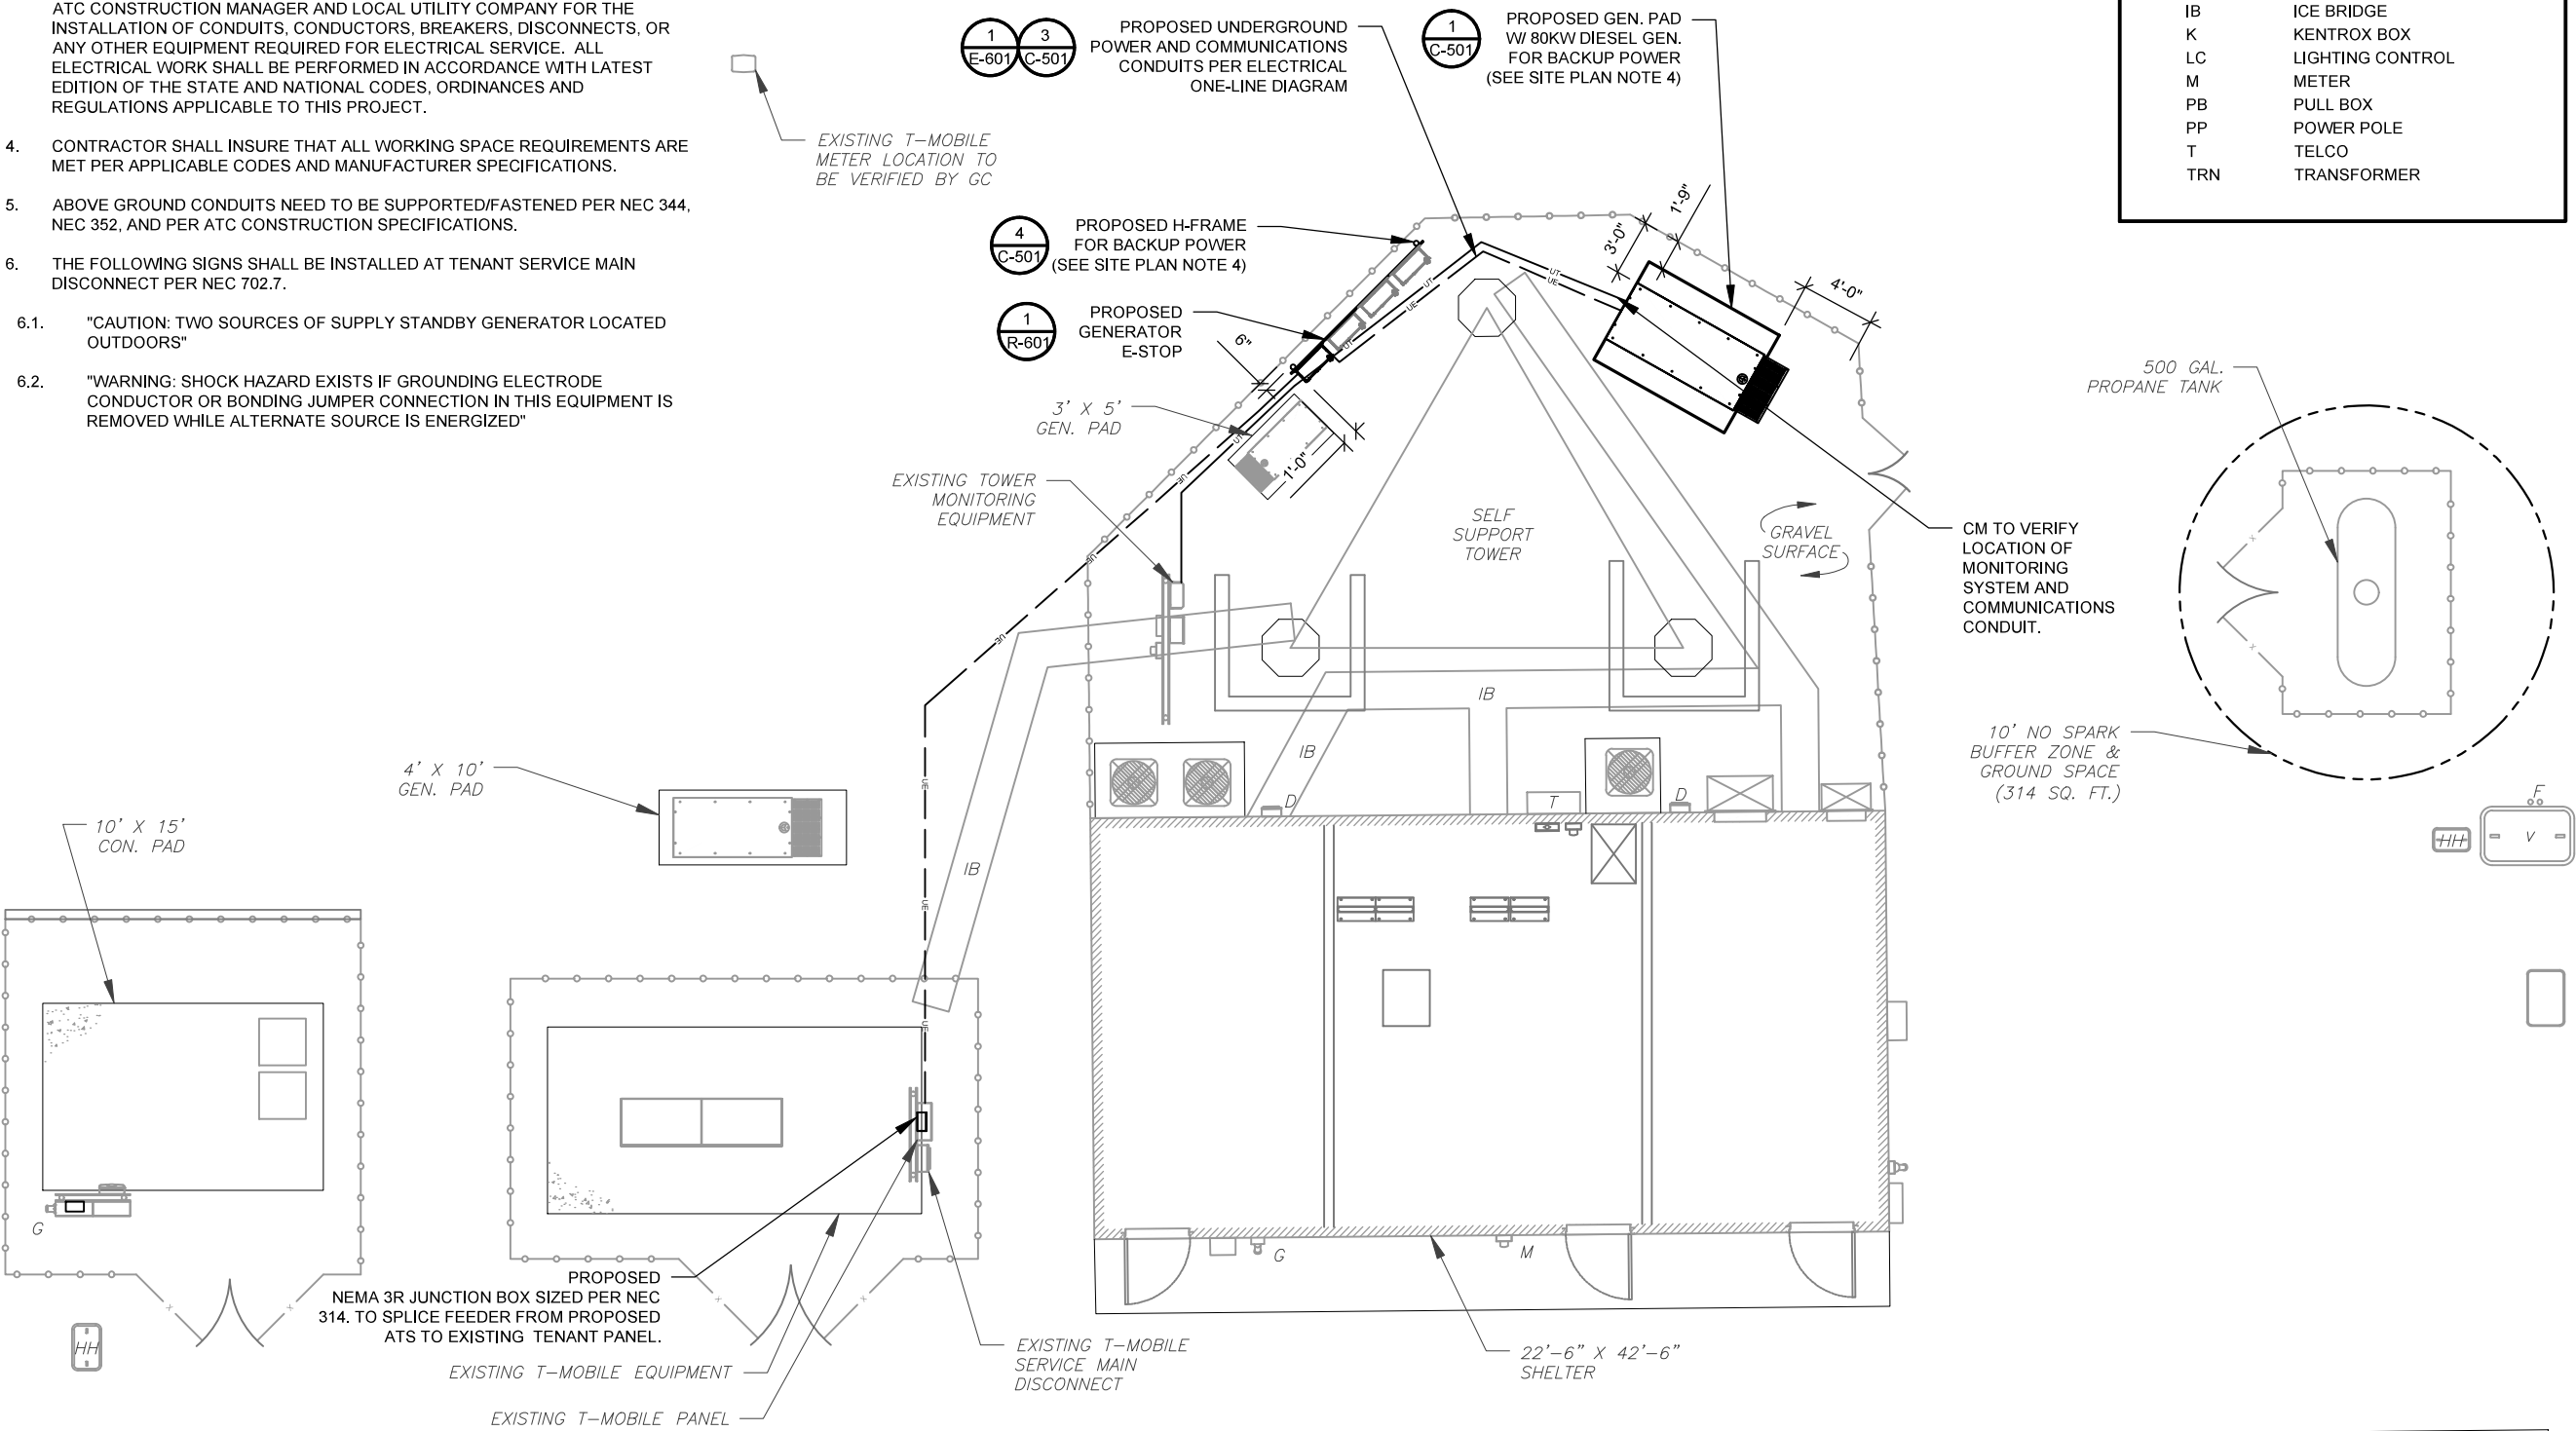 ATC CONSTRUCTION MANAGER AND LOCAL UTILITY COMPANY FOR THE
INSTALLATION OF CONDUITS, CONDUCTORS, BREAKERS, DISCONNECTS, OR
ANY OTHER EQUIPMENT REQUIRED FOR ELECTRICAL SERVICE. ALL
ELECTRICAL WORK SHALL BE PERFORMED IN ACCORDANCE WITH LATEST
EDITION OF THE STATE AND NATIONAL CODES, ORDINANCES AND
REGULATIONS APPLICABLE TO THIS PROJECT.
4. CONTRACTOR SHALL INSURE THAT ALL WORKING SPACE REQUIREMENTS ARE
MET PER APPLICABLE CODES AND MANUFACTURER SPECIFICATIONS.
5. ABOVE GROUND CONDUITS NEED TO BE SUPPORTED/FASTENED PER NEC 344,
NEC 352, AND PER ATC CONSTRUCTION SPECIFICATIONS.
6. THE FOLLOWING SIGNS SHALL BE INSTALLED AT TENANT SERVICE MAIN
DISCONNECT PER NEC 702.7.
6.1. "CAUTION: TWO SOURCES OF SUPPLY STANDBY GENERATOR LOCATED
OUTDOORS"
6.2. "WARNING: SHOCK HAZARD EXISTS IF GROUNDING ELECTRODE
CONDUCTOR OR BONDING JUMPER CONNECTION IN THIS EQUIPMENT IS
REMOVED WHILE ALTERNATE SOURCE IS ENERGIZED"
EXISTING T-MOBILE
METER LOCATION TO
BE VERIFIED BY GC
1
E-601
3
C-501
PROPOSED UNDERGROUND
POWER AND COMMUNICATIONS
CONDUITS PER ELECTRICAL
ONE-LINE DIAGRAM
1
C-501
PROPOSED GEN. PAD
W/ 80KW DIESEL GEN.
FOR BACKUP POWER
(SEE SITE PLAN NOTE 4)
IB ICE BRIDGE
K KENTROX BOX
LC LIGHTING CONTROL
M METER
PB PULL BOX
PP POWER POLE
T TELCO
TRN TRANSFORMER
4
C-501
PROPOSED H-FRAME
FOR BACKUP POWER
(SEE SITE PLAN NOTE 4)
1
R-601
PROPOSED
GENERATOR
E-STOP
6"
3'-0"
1'-9"
4'-0"
UT
UE
UT
UE
UT
3' X 5'
GEN. PAD
1'-0"
UT
UE
UE
UE
EXISTING TOWER
MONITORING
EQUIPMENT
SELF
SUPPORT
TOWER
GRAVEL
SURFACE
CM TO VERIFY
LOCATION OF
MONITORING
SYSTEM AND
COMMUNICATIONS
CONDUIT.
500 GAL.
PROPANE TANK
10' NO SPARK
BUFFER ZONE &
GROUND SPACE
(314 SQ. FT.)
F
HH
V
IB
IB
IB
UE
UE
UE
D
T
D
4' X 10'
GEN. PAD
10' X 15'
CON. PAD
G
HH
PROPOSED
NEMA 3R JUNCTION BOX SIZED PER NEC
314. TO SPLICE FEEDER FROM PROPOSED
ATS TO EXISTING TENANT PANEL.
EXISTING T-MOBILE EQUIPMENT
EXISTING T-MOBILE PANEL
EXISTING T-MOBILE
SERVICE MAIN
DISCONNECT
G
M
22'-6" X 42'-6"
SHELTER